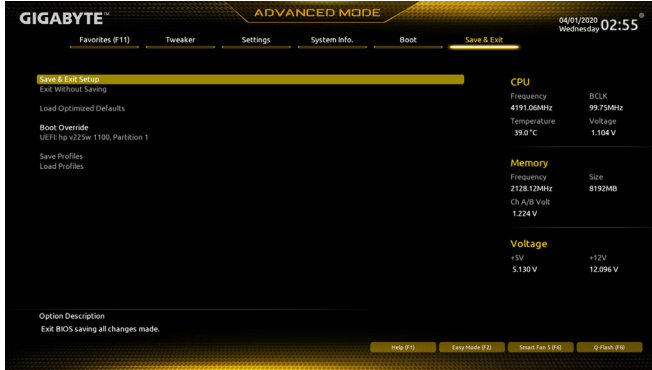 GIGABYTE™
ADVANCED MODE
04/01/2020 Wednesday 02:55
Favorites (F11) Tweaker Settings System Info. Boot Save & Exit
Save & Exit Setup
Exit Without Saving
Load Optimized Defaults
Boot Override
UEFI: hp v225w 1100, Partition 1
Save Profiles
Load Profiles
CPU
Frequency BCLK
4191.06MHz 99.75MHz
Temperature Voltage
39.0 °C 1.104 V
Memory
Frequency Size
2128.12MHz 8192MB
Ch A/B Volt
1.224 V
Voltage
+5V +12V
5.130 V 12.096 V
Option Description
Exit BIOS saving all changes made.
Help (F1) Easy Mode (F2) Smart Fan 5 (F6) Q-Flash (F8)